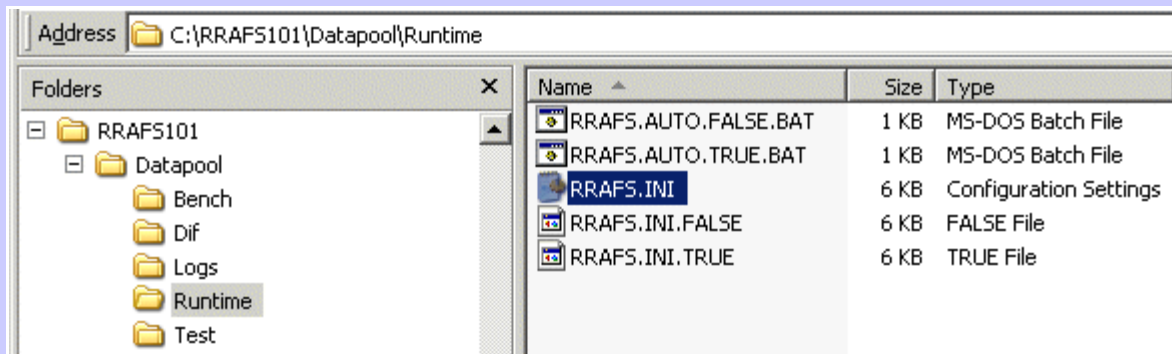 Address C:\RRAFS101\Datapool\Runtime
Folders X
RRAFS101
Datapool
Bench
Dif
Logs
Runtime
Test
Name Size Type
RRAFS.AUTO.FALSE.BAT 1 KB MS-DOS Batch File
RRAFS.AUTO.TRUE.BAT 1 KB MS-DOS Batch File
RRAFS.INI 6 KB Configuration Settings
RRAFS.INI.FALSE 6 KB FALSE File
RRAFS.INI.TRUE 6 KB TRUE File